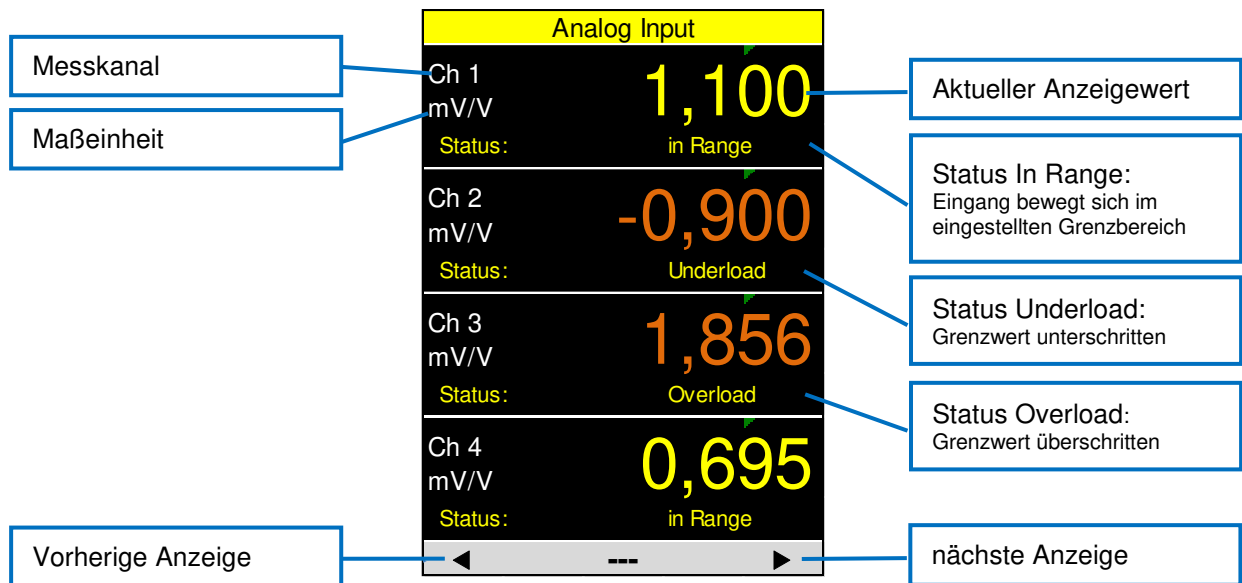 Analog Input
Messkanal
Maßeinheit
Ch 1
mV/V
1,100
Status:
in Range
Aktueller Anzeigewert
Status In Range:
Eingang bewegt sich im
eingestellten Grenzbereich
Ch 2
mV/V
-0,900
Status:
Underload
Status Underload:
Grenzwert unterschritten
Ch 3
mV/V
1,856
Status:
Overload
Status Overload:
Grenzwert überschritten
Ch 4
mV/V
0,695
Status:
in Range
Vorherige Anzeige
◀ --- ▶
nächste Anzeige